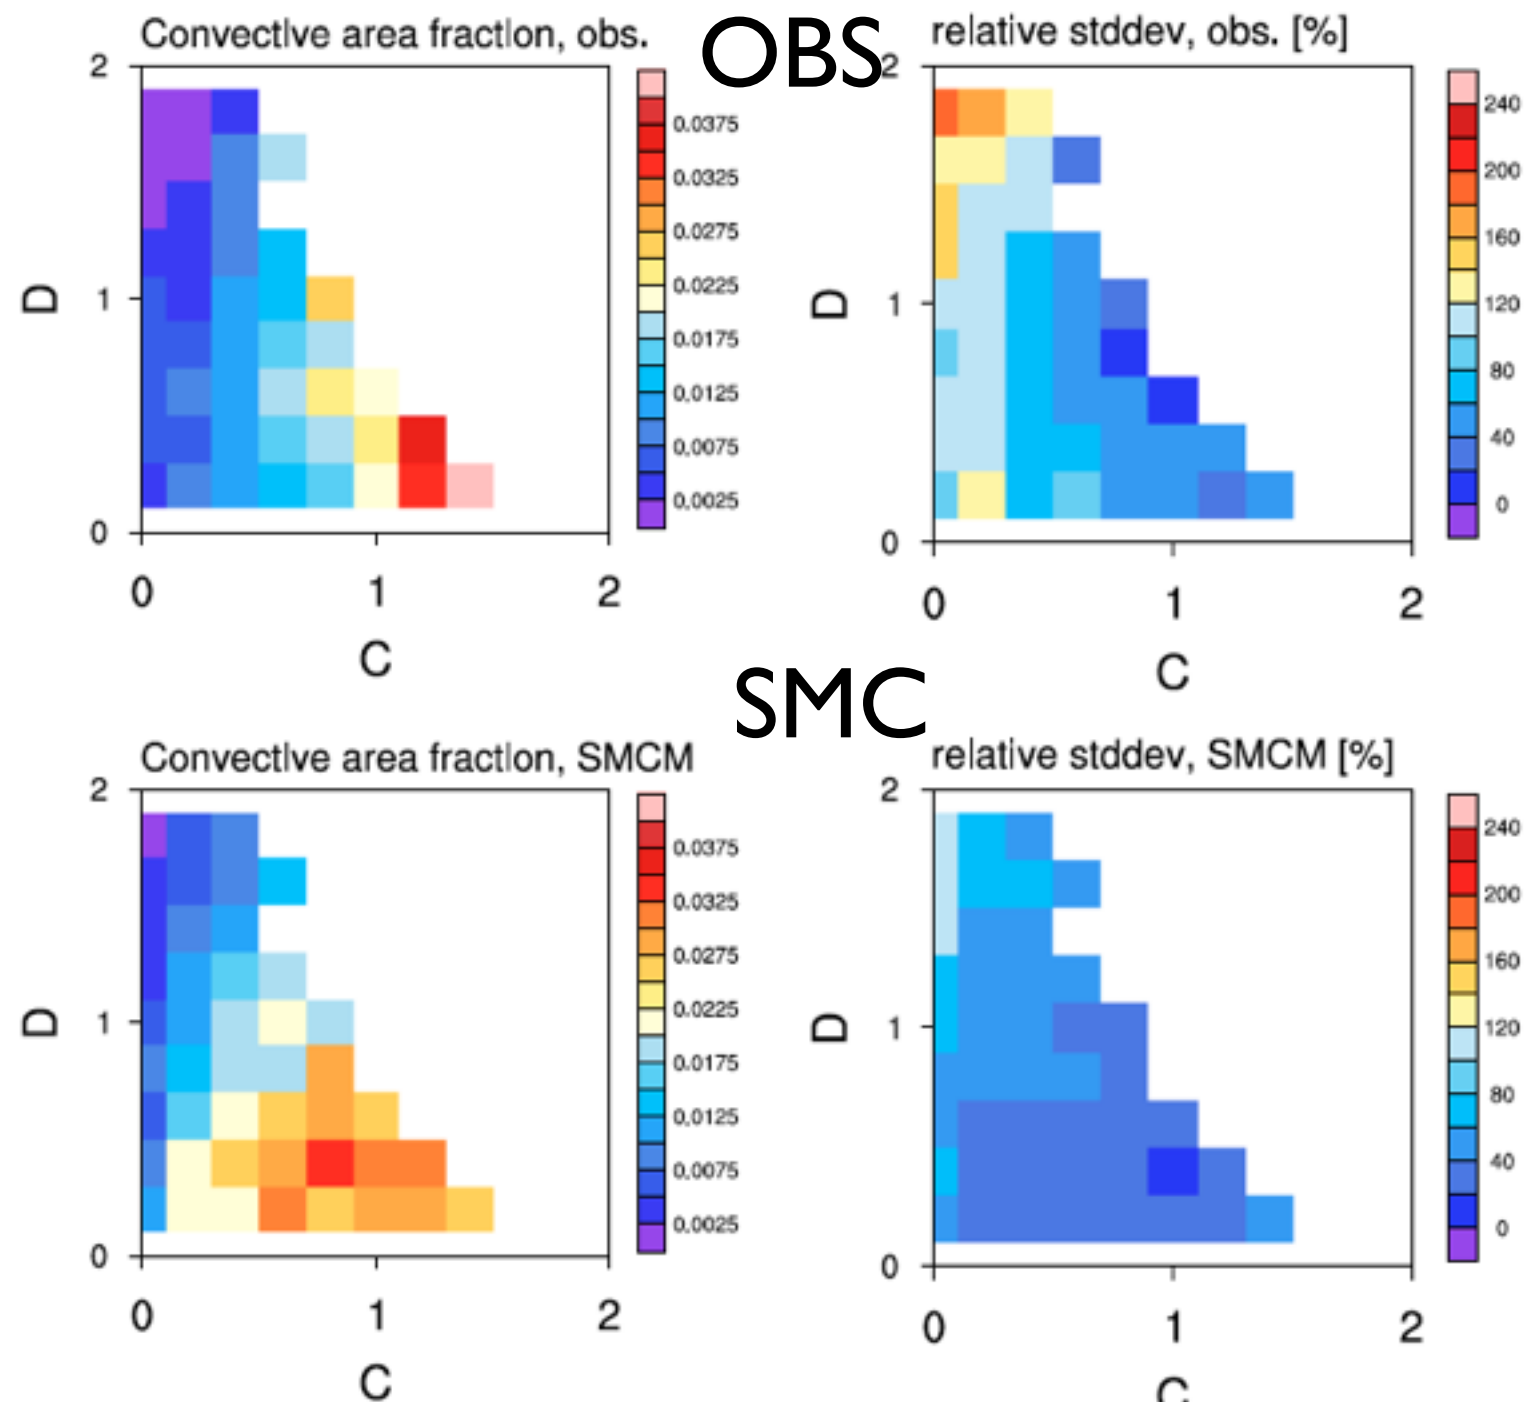 OBS
Convective area fraction, obs.
relative stddev, obs. [%]
2
1
0
D
0 1 2
C
0.0375
0.0325
0.0275
0.0225
0.0175
0.0125
0.0075
0.0025
2
1
0
D
0 1 2
C
240
200
160
120
80
40
0
SMC
Convective area fraction, SMCM
relative stddev, SMCM [%]
2
1
0
D
0 1 2
C
0.0375
0.0325
0.0275
0.0225
0.0175
0.0125
0.0075
0.0025
2
1
0
D
0 1 2
C
240
200
160
120
80
40
0